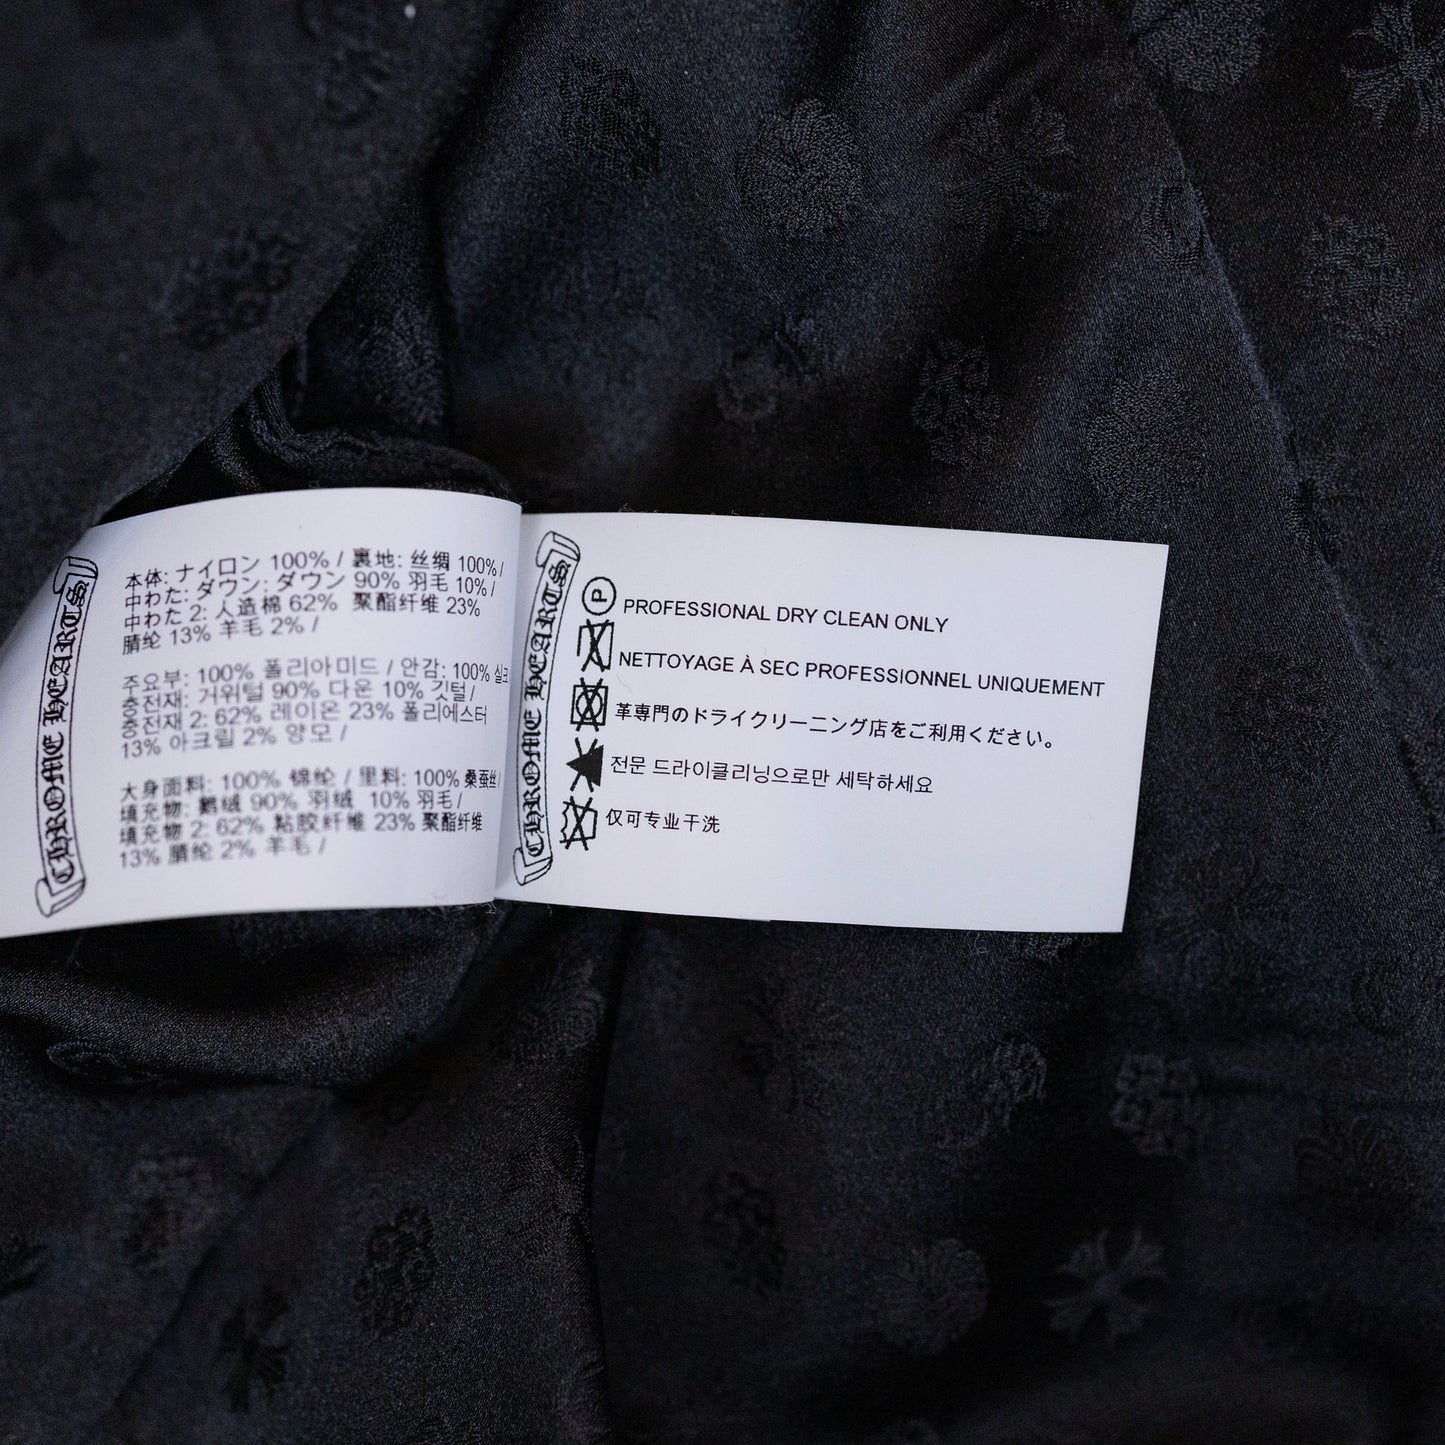 CHROME HEARTS
本体: ナイロン 100% / 裏地: 丝绸 100% /
中わた: ダウン: ダウン 90% 羽毛 10% /
中わた 2: 人造棉 62% 聚酯纤维 23%
腈纶 13% 羊毛 2% /
주요부: 100% 폴리아미드 / 안감: 100% 실크
충전재: 거위털 90% 다운 10% 깃털 /
충전재 2: 62% 레이온 23% 폴리에스터
13% 아크릴 2% 양모 /
大身面料: 100% 锦纶 / 里料: 100% 桑蚕丝 /
填充物: 鹅绒 90% 羽绒 10% 羽毛 /
填充物 2: 62% 粘胶纤维 23% 聚酯纤维
13% 腈纶 2% 羊毛 /
CHROME HEARTS
P
PROFESSIONAL DRY CLEAN ONLY
NETTOYAGE À SEC PROFESSIONNEL UNIQUEMENT
革専門のドライクリーニング店をご利用ください。
전문 드라이클리닝으로만 세탁하세요
仅可专业干洗